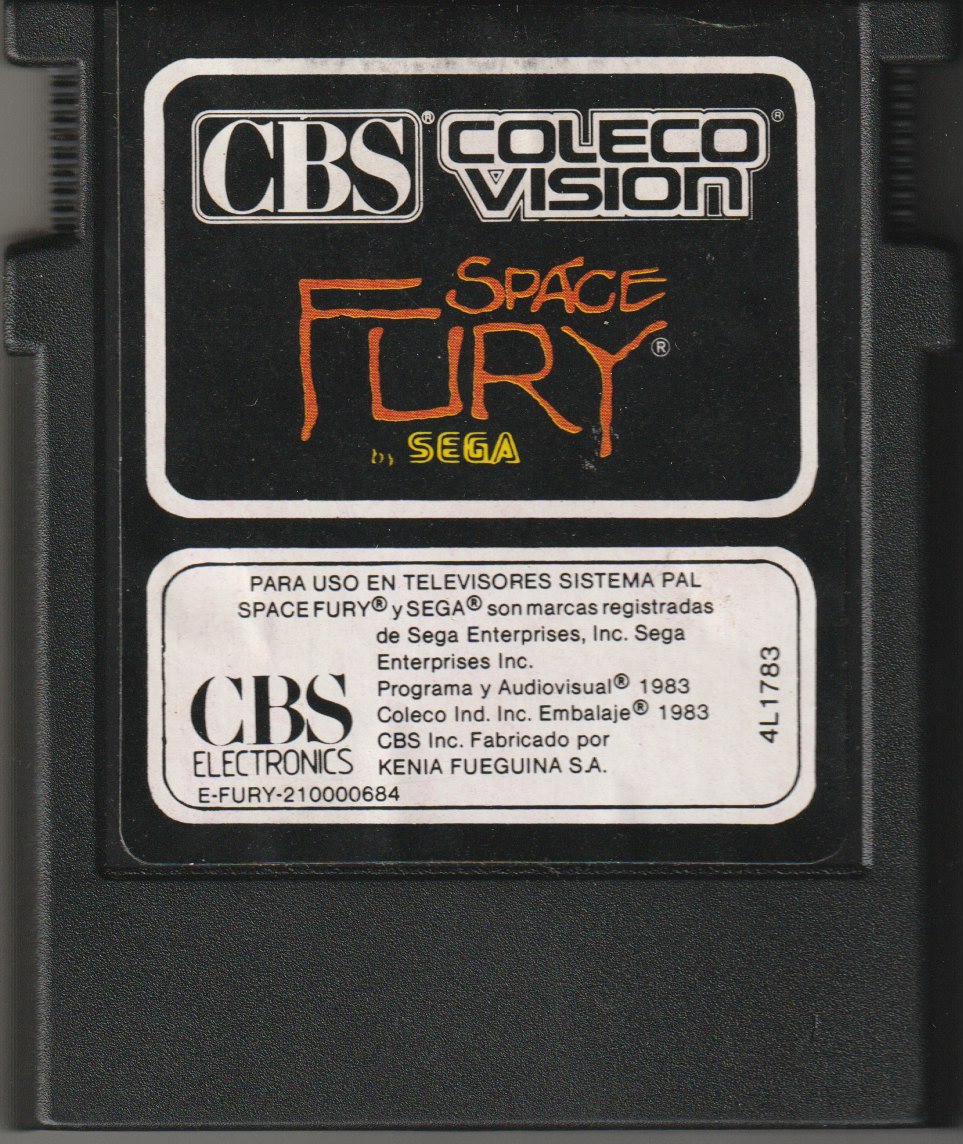 CBS® COLECO VISION®
SPACE
FURY®
by SEGA
PARA USO EN TELEVISORES SISTEMA PAL
SPACE FURY® y SEGA® son marcas registradas
de Sega Enterprises, Inc. Sega
Enterprises Inc.
Programa y Audiovisual® 1983
Coleco Ind. Inc. Embalaje® 1983
CBS Inc. Fabricado por
KENIA FUEGUINA S.A.
CBS
ELECTRONICS
E-FURY-210000684
4L1783